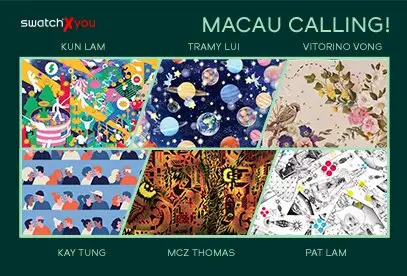 swatchXyou
MACAU CALLING!
KUN LAM
TRAMY LUI
VITORINO VONG
KAY TUNG
MCZ THOMAS
PAT LAM